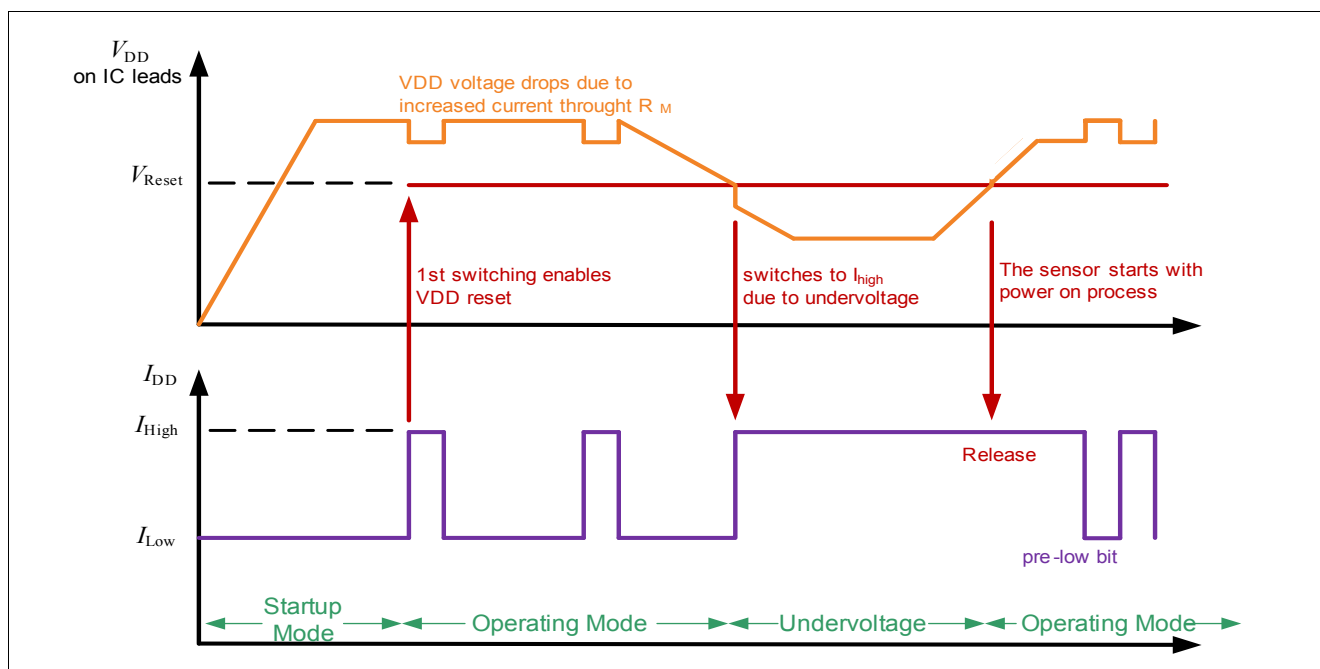 VDD
on IC leads
VDD voltage drops due to
increased current throught R M
VReset
1st switching enables
VDD reset
switches to Ihigh
due to undervoltage
The sensor starts with
power on process
IDD
IHigh
Release
ILow
pre-low bit
Startup
Mode
Operating Mode
Undervoltage
Operating Mode